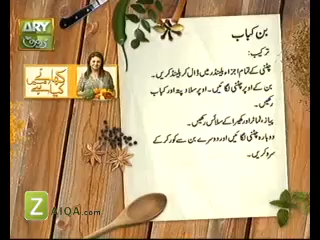 ARY
بن کباب
ترکیب:
چٹنی کے تمام اجزاء بلینڈر میں ڈال کر بلینڈ کریں۔
بن کے اوپر چٹنی لگائیں۔ اوپر سلاد پتہ اور کباب
رکھیں۔
پیاز، ٹماٹر اور کھیرا کے سلائس رکھیں۔
دوبارہ چٹنی لگائیں اور دوسرے بن سے کور کر کے
سرو کریں۔
ZAIQA.com